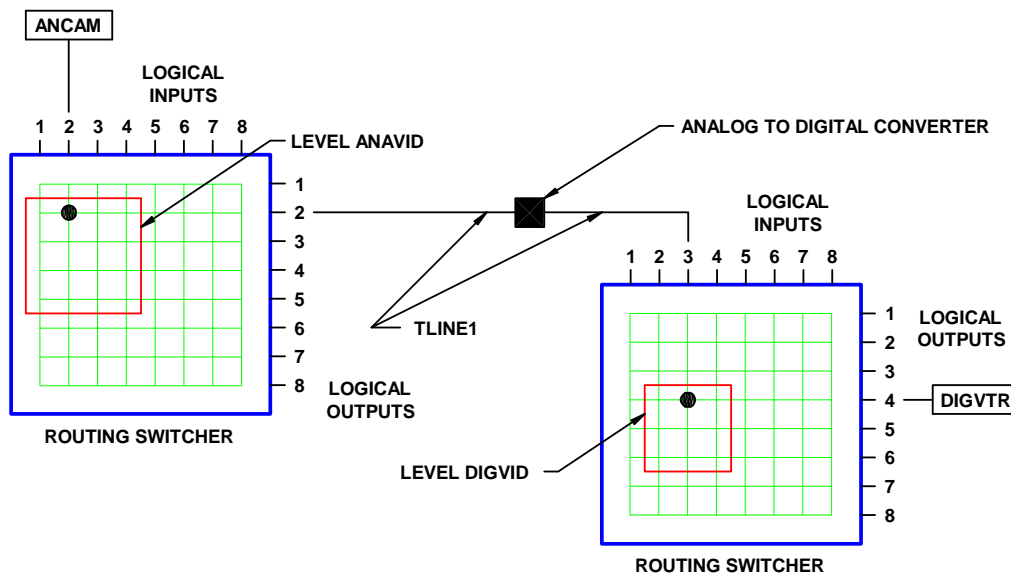 ANCAM
LOGICAL
INPUTS
1 2 3 4 5 6 7 8
LEVEL ANAVID
1
2
3
4
5
6
7
8
LOGICAL
OUTPUTS
ROUTING SWITCHER
ANALOG TO DIGITAL CONVERTER
TLINE1
LOGICAL
INPUTS
1 2 3 4 5 6 7 8
1
2
3
4
5
6
7
8
LOGICAL
OUTPUTS
DIGVTR
LEVEL DIGVID
ROUTING SWITCHER